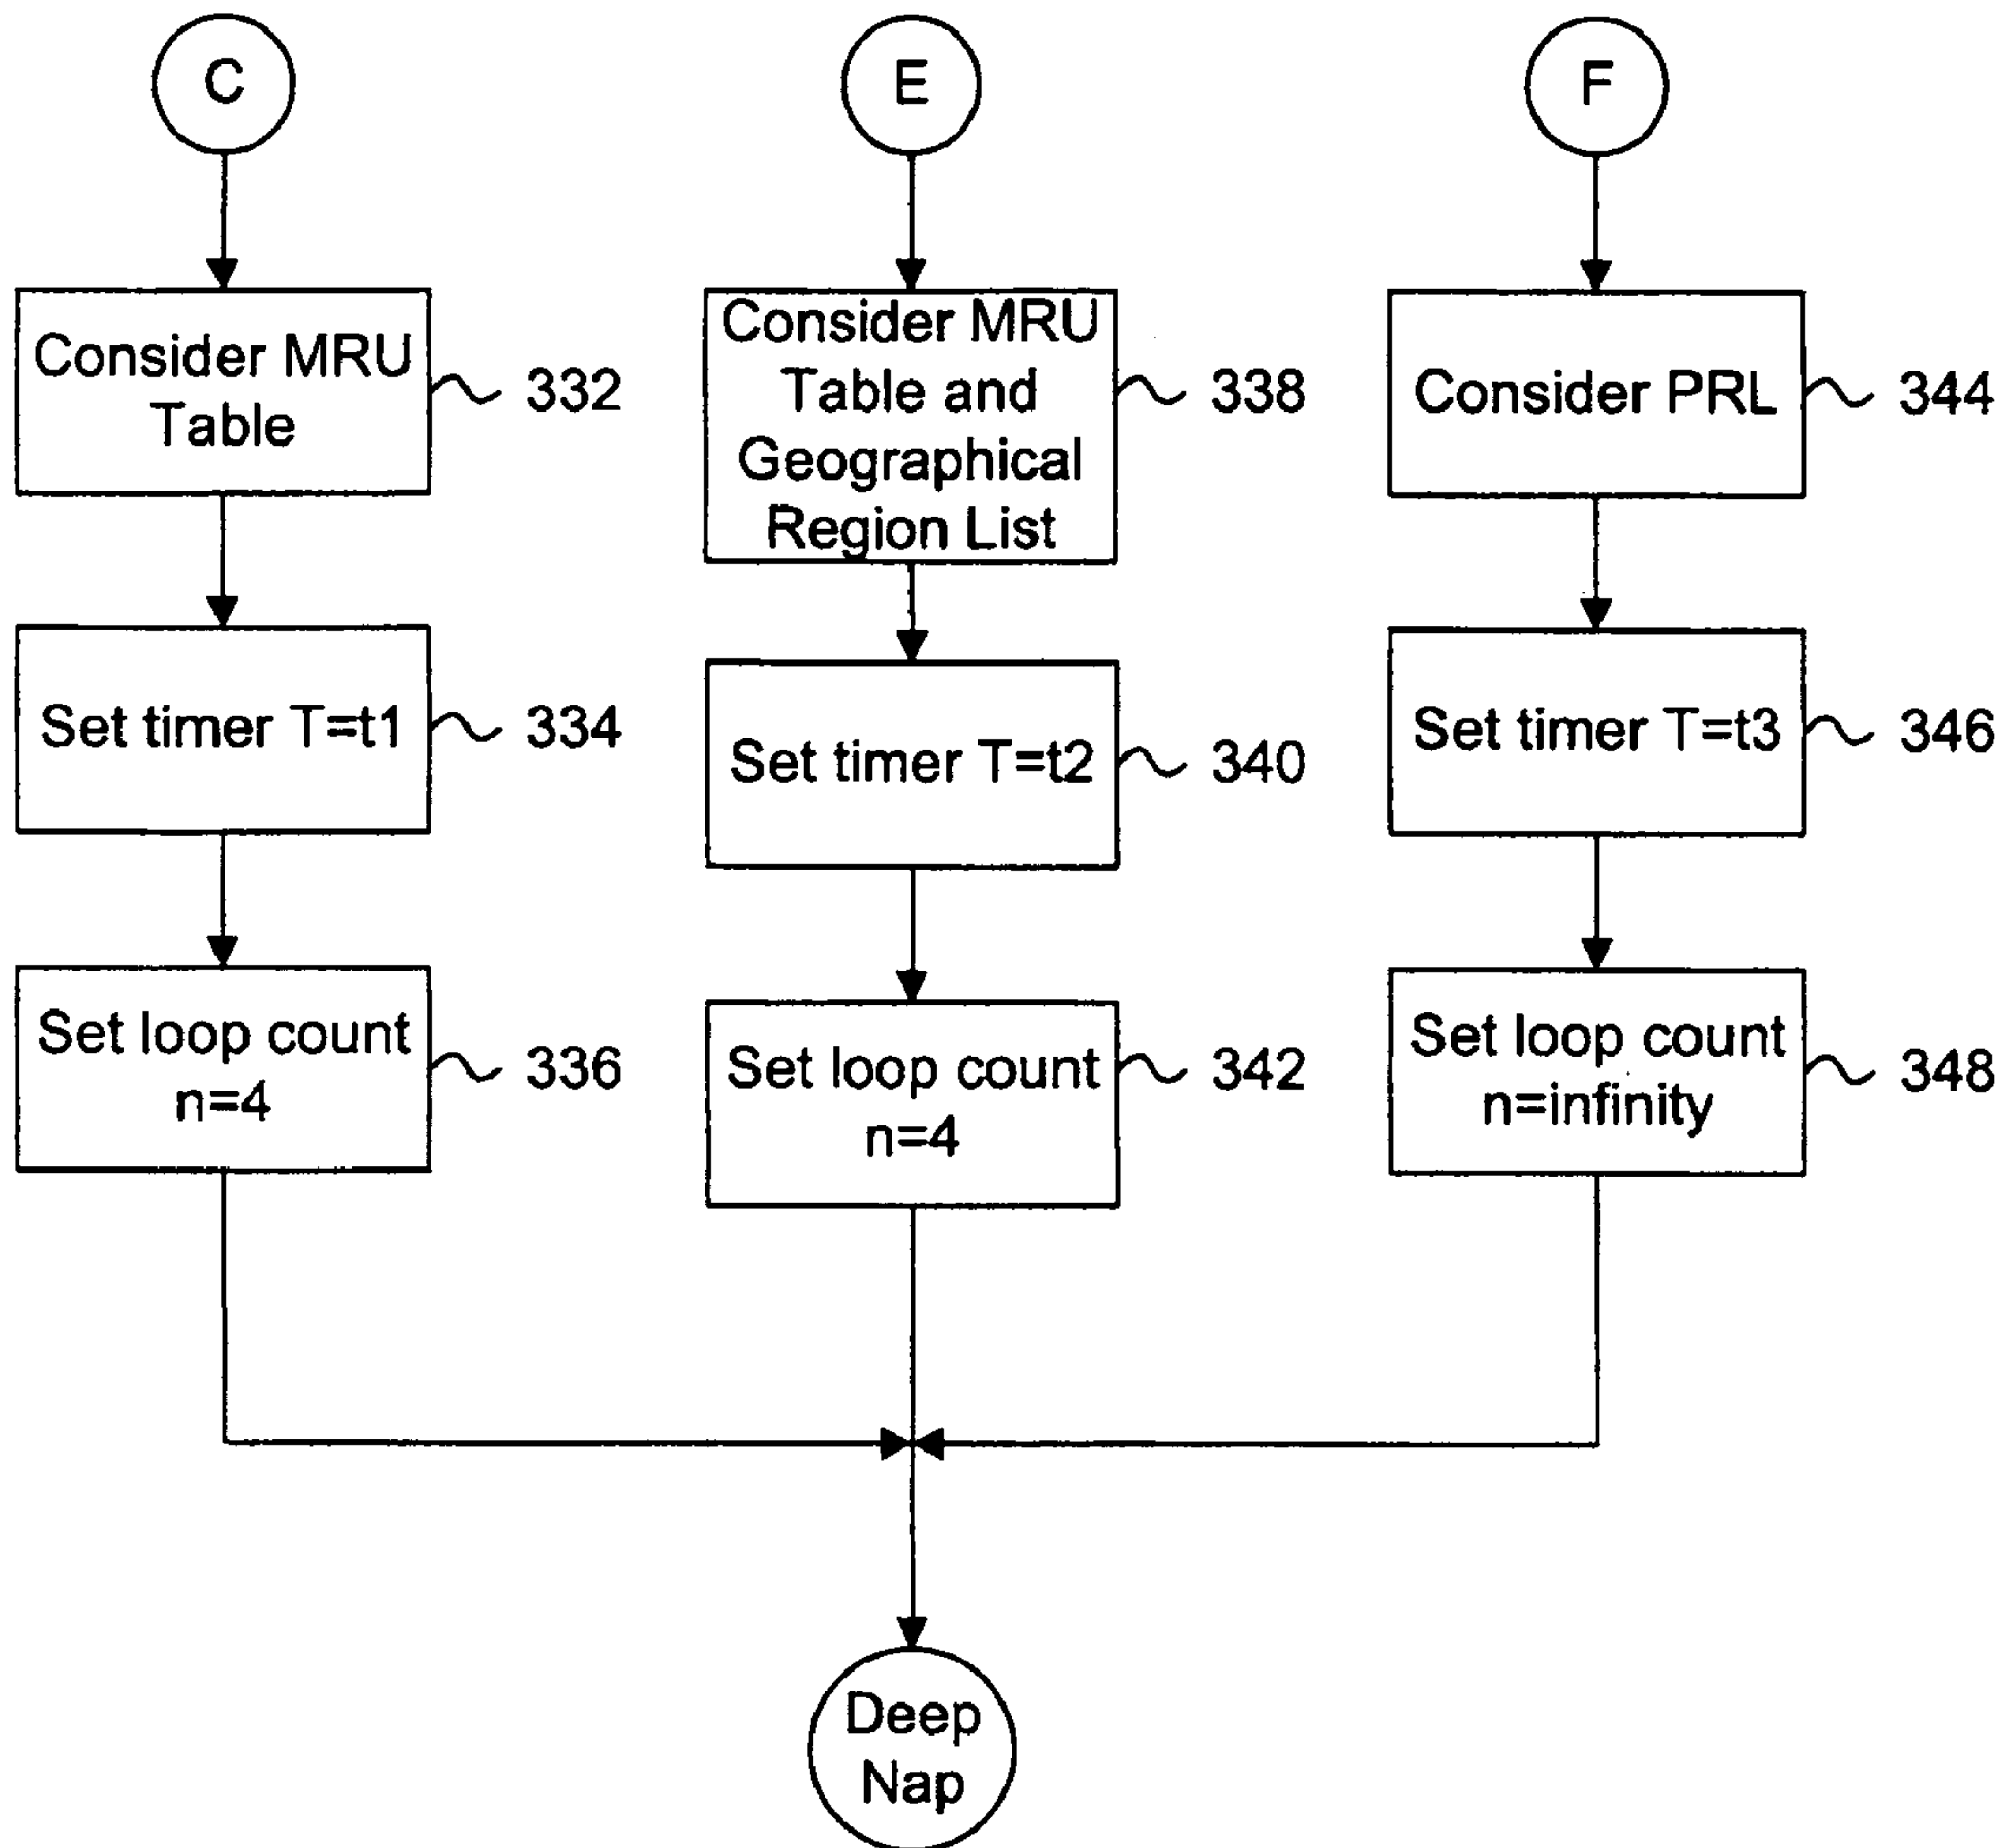 C
E
F
Consider MRU
Table
332
Consider MRU
Table and
Geographical
Region List
338
Consider PRL
344
Set timer T=t1
334
Set timer T=t2
340
Set timer T=t3
346
Set loop count
n=4
336
Set loop count
n=4
342
Set loop count
n=infinity
348
Deep
Nap